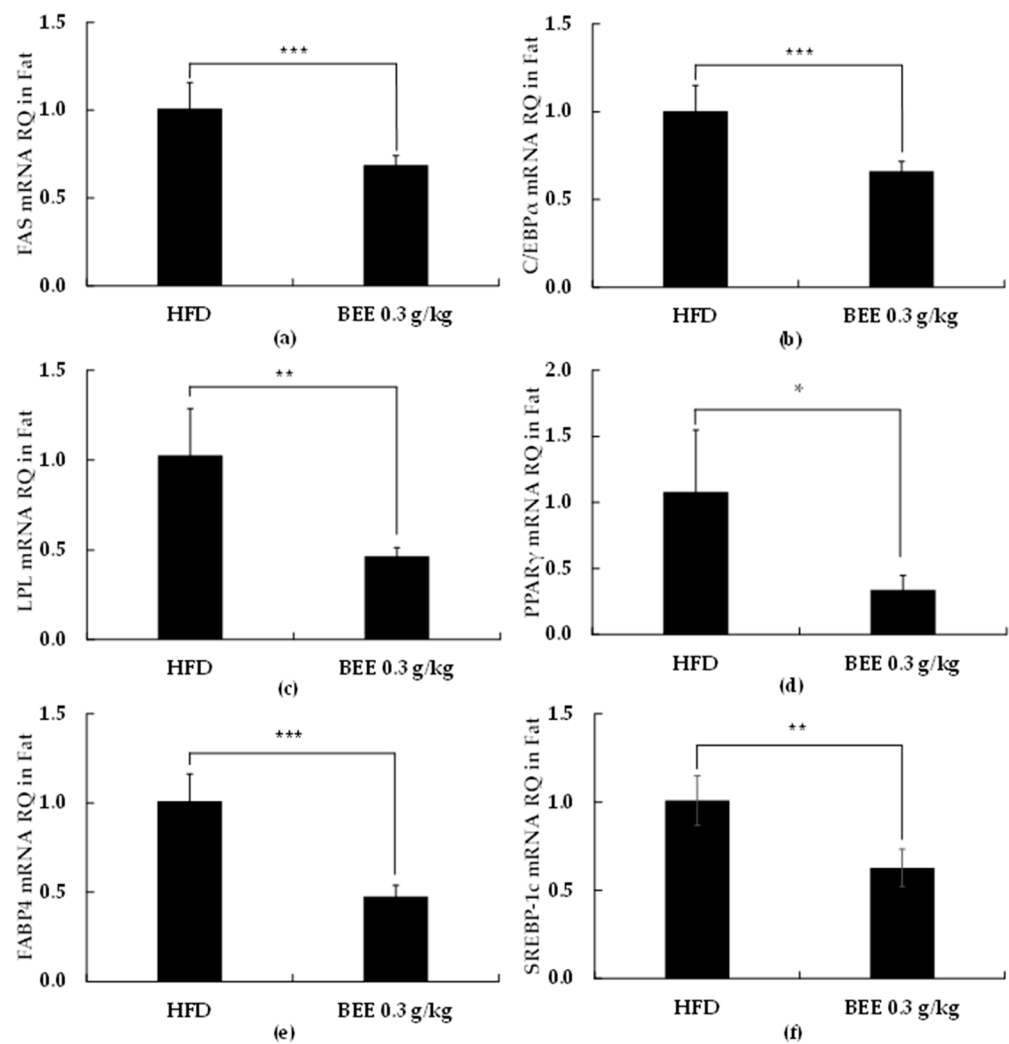 FAS mRNA RQ in Fat
1.5
1.0
0.5
0.0
***
HFD
BEE 0.3 g/kg
(a)
C/EBPα mRNA RQ in Fat
1.5
1.0
0.5
0.0
***
HFD
BEE 0.3 g/kg
(b)
LPL mRNA RQ in Fat
1.5
1.0
0.5
0.0
**
HFD
BEE 0.3 g/kg
(c)
PPARγ mRNA RQ in Fat
2.0
1.5
1.0
0.5
0.0
*
HFD
BEE 0.3 g/kg
(d)
FABP4 mRNA RQ in Fat
1.5
1.0
0.5
0.0
***
HFD
BEE 0.3 g/kg
(e)
SREBP-1c mRNA RQ in Fat
1.5
1.0
0.5
0.0
**
HFD
BEE 0.3 g/kg
(f)